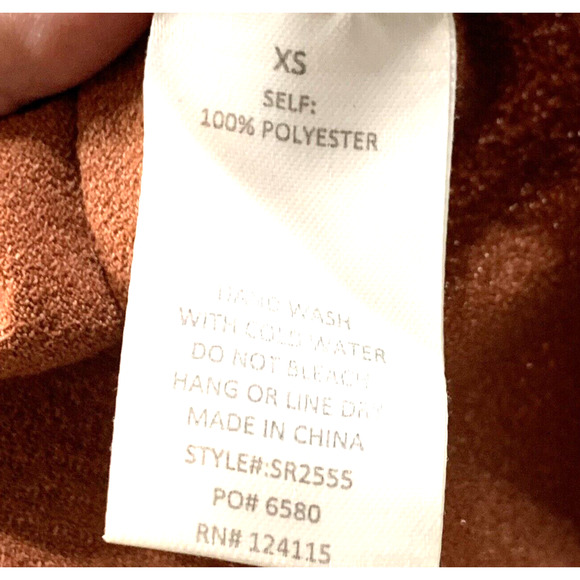 XS
SELF:
100% POLYESTER
HAND WASH
WITH COLD WATER
DO NOT BLEACH
HANG OR LINE DRY
MADE IN CHINA
STYLE#:SR2555
PO# 6580
RN# 124115